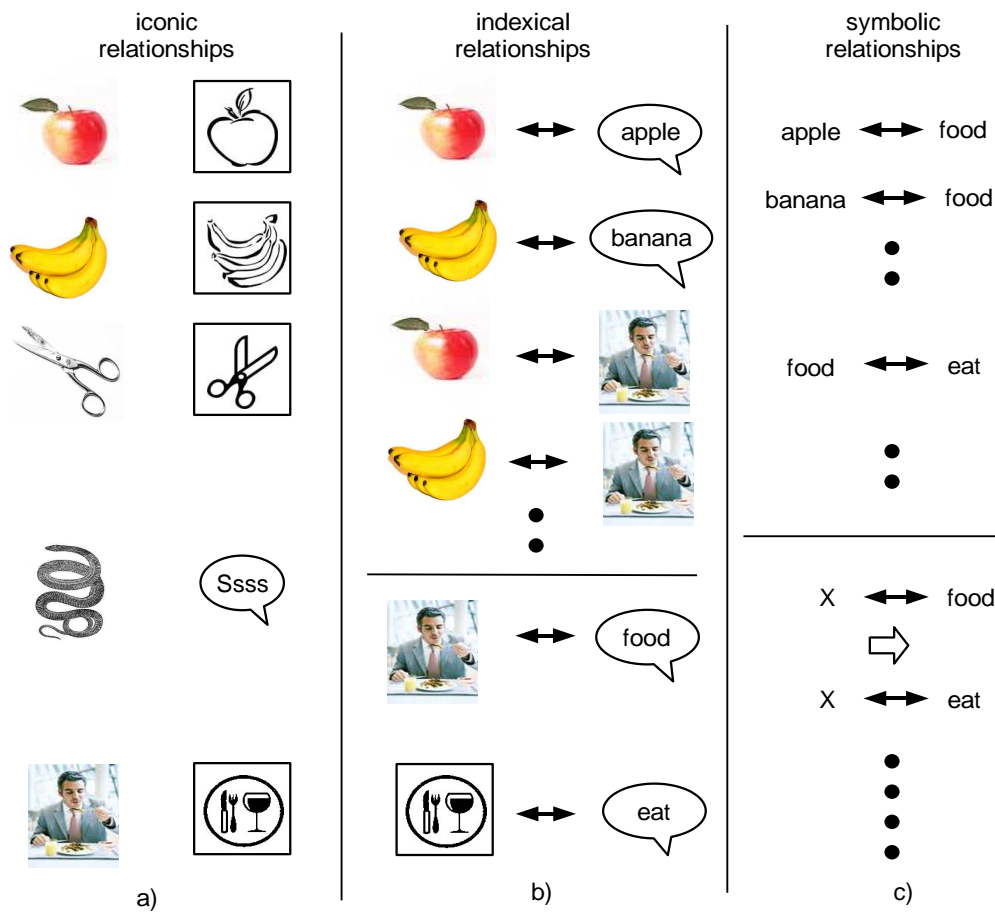 iconic
relationships
Ssss
a)
indexical
relationships
apple
banana
food
eat
b)
symbolic
relationships
apple food
banana food
food eat
X food
X eat
c)